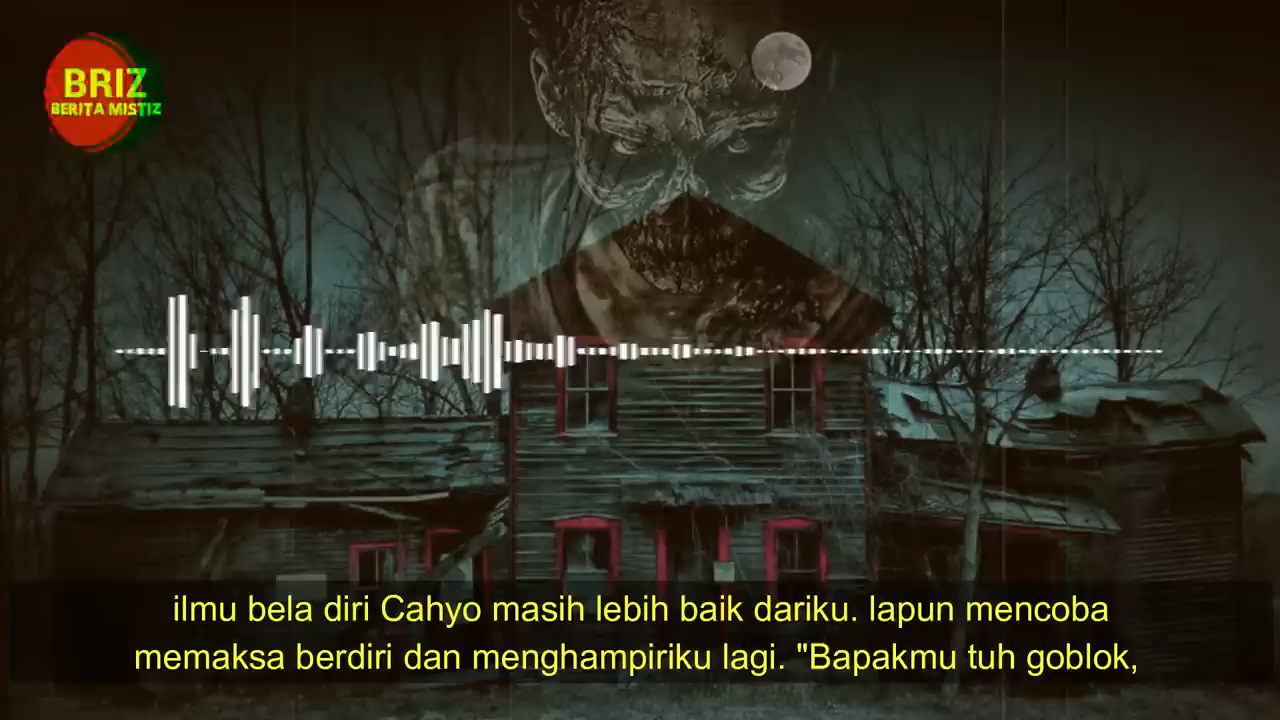 BRIZ
BERITA MISTIZ
ilmu bela diri Cahyo masih lebih baik dariku. Iapun mencoba
memaksa berdiri dan menghampiriku lagi. "Bapakmu tuh goblok,